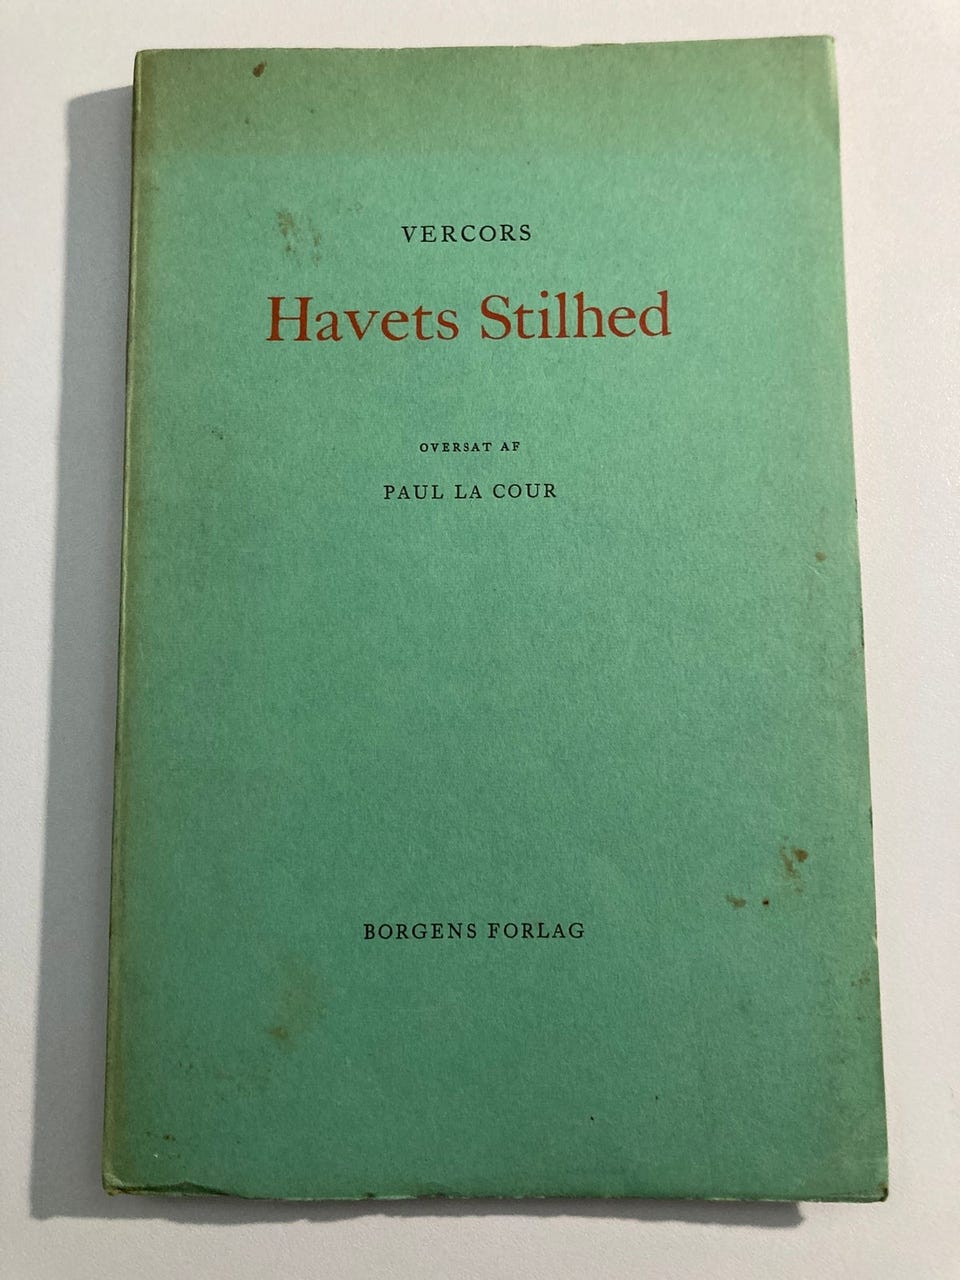 VERCORS
Havets Stilhed
OVERSAT AF
PAUL LA COUR
BORGENS FORLAG